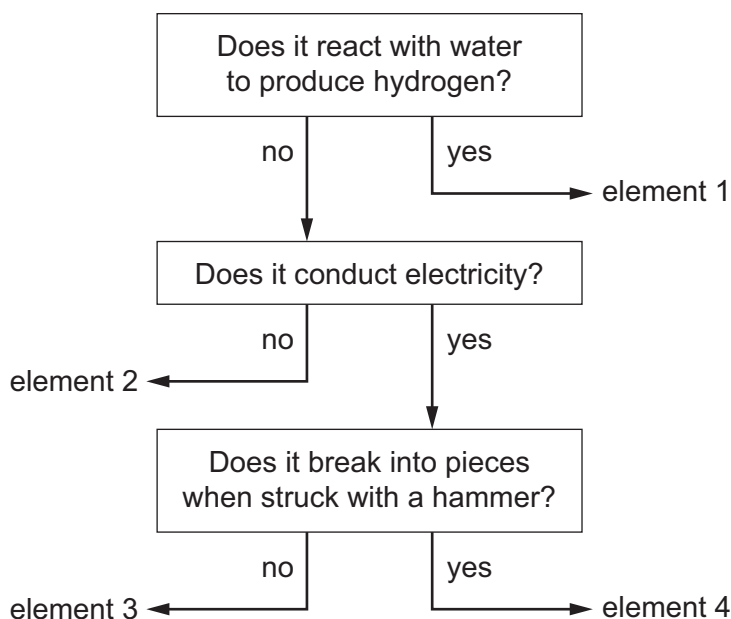 Does it react with water
to produce hydrogen?
no
yes
element 1
Does it conduct electricity?
no
yes
element 2
Does it break into pieces
when struck with a hammer?
no
yes
element 3
element 4